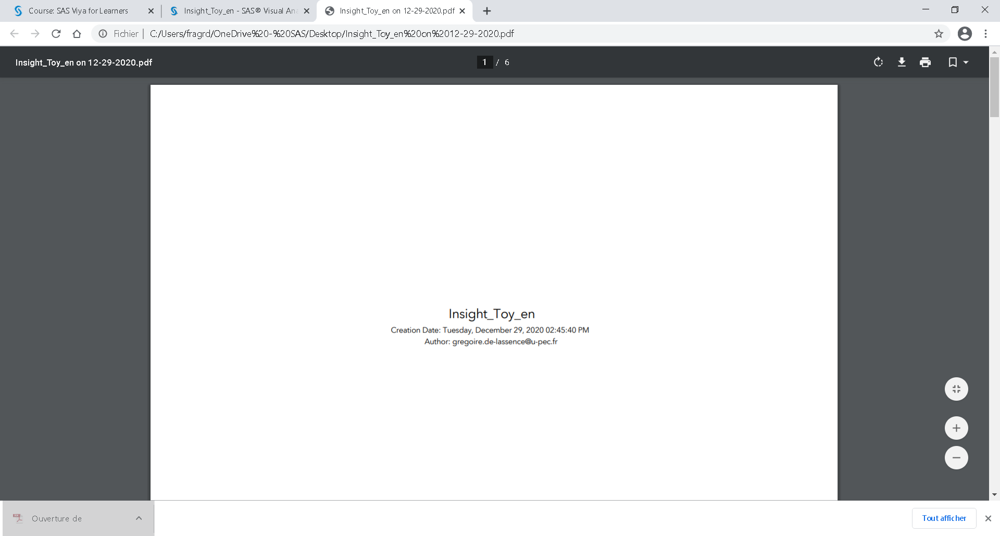 Course: SAS Viya for Learners
Insight_Toy_en - SAS® Visual Ana
Insight_Toy_en on 12-29-2020.pdf
Fichier
C:/Users/fragrd/OneDrive%20-%20SAS/Desktop/Insight_Toy_en%20on%2012-29-2020.pdf
Insight_Toy_en on 12-29-2020.pdf
1 / 6
Insight_Toy_en
Creation Date: Tuesday, December 29, 2020 02:45:40 PM
Author: gregoire.de-lassence@u-pec.fr
Ouverture de
Tout afficher